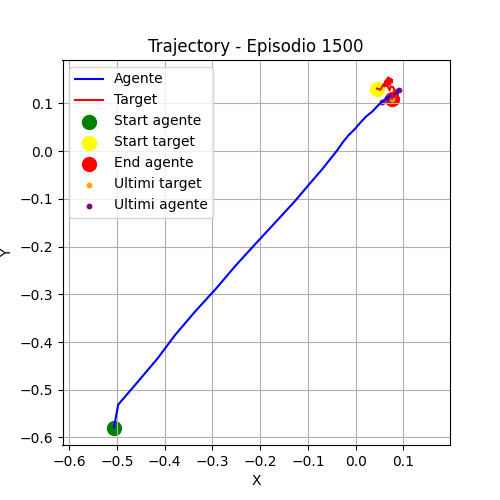 Trajectory - Episodio 1500
Agente
Target
Start agente
Start target
End agente
Ultimi target
Ultimi agente
0.1
0.0
−0.1
−0.2
−0.3
−0.4
−0.5
−0.6
Y
−0.6 −0.5 −0.4 −0.3 −0.2 −0.1 0.0 0.1
X